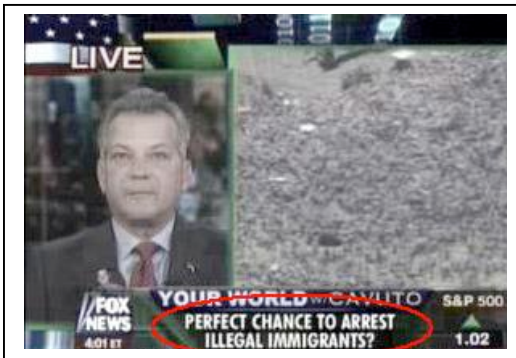 LIVE
YOUR WORLD W/ CAVUTO
S&P 500
FOX
NEWS
PERFECT CHANCE TO ARREST
ILLEGAL IMMIGRANTS?
4:01 ET
1.02